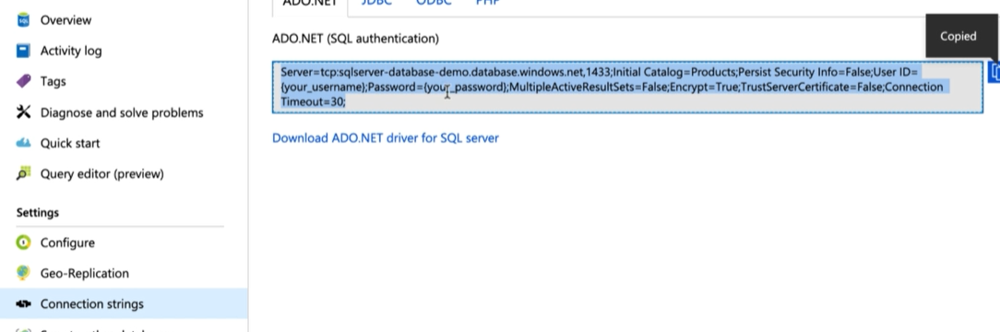 ADO.NET JDBC ODBC PHP
Overview
Activity log
Tags
Diagnose and solve problems
Quick start
Query editor (preview)
Settings
Configure
Geo-Replication
Connection strings
ADO.NET (SQL authentication)
Copied
Server=tcp:sqlserver-database-demo.database.windows.net,1433;Initial Catalog=Products;Persist Security Info=False;User ID=
{your_username};Password={your_password};MultipleActiveResultSets=False;Encrypt=True;TrustServerCertificate=False;Connection
Timeout=30;
Download ADO.NET driver for SQL server